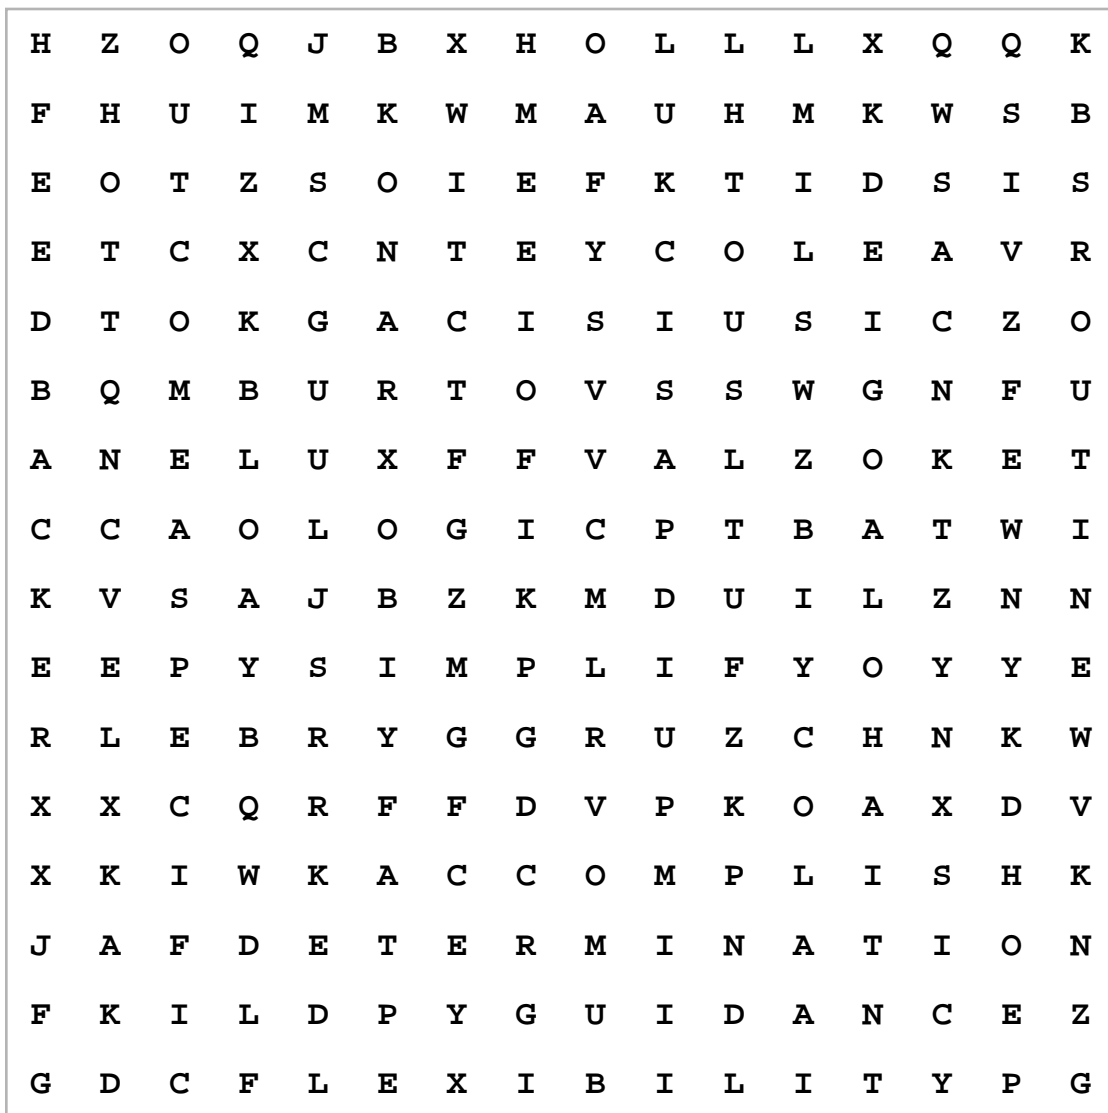 H Z O Q J B X H O L L L X Q Q K
F H U I M K W M A U H M K W S B
E O T Z S O I E F K T I D S I S
E T C X C N T E Y C O L E A V R
D T O K G A C I S I U S I C Z O
B Q M B U R T O V S S W G N F U
A N E L U X F F V A L Z O K E T
C C A O L O G I C P T B A T W I
K V S A J B Z K M D U I L Z N N
E E P Y S I M P L I F Y O Y Y E
R L E B R Y G G R U Z C H N K W
X X C Q R F F D V P K O A X D V
X K I W K A C C O M P L I S H K
J A F D E T E R M I N A T I O N
F K I L D P Y G U I D A N C E Z
G D C F L E X I B I L I T Y P G